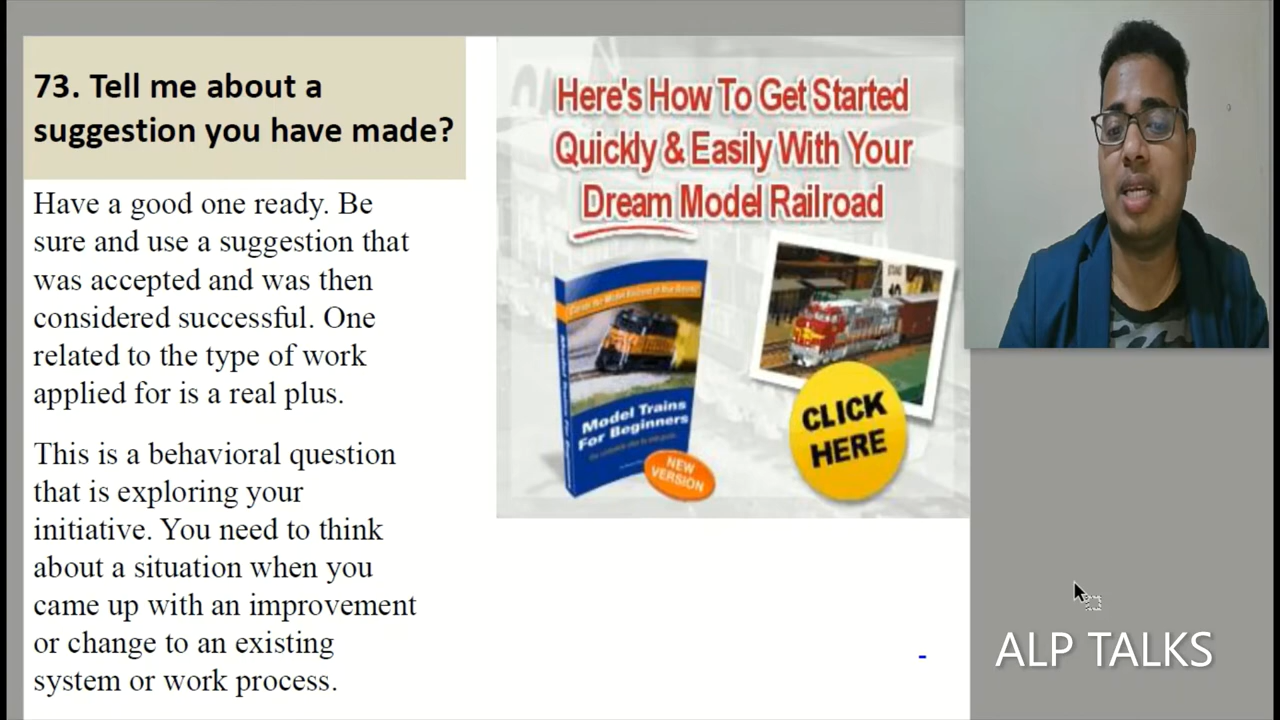 73. Tell me about a
suggestion you have made?
Have a good one ready. Be
sure and use a suggestion that
was accepted and was then
considered successful. One
related to the type of work
applied for is a real plus.
This is a behavioral question
that is exploring your
initiative. You need to think
about a situation when you
came up with an improvement
or change to an existing
system or work process.
Here's How To Get Started
Quickly & Easily With Your
Dream Model Railroad
Model Trains
For Beginners
NEW
VERSION
CLICK
HERE
ALP TALKS